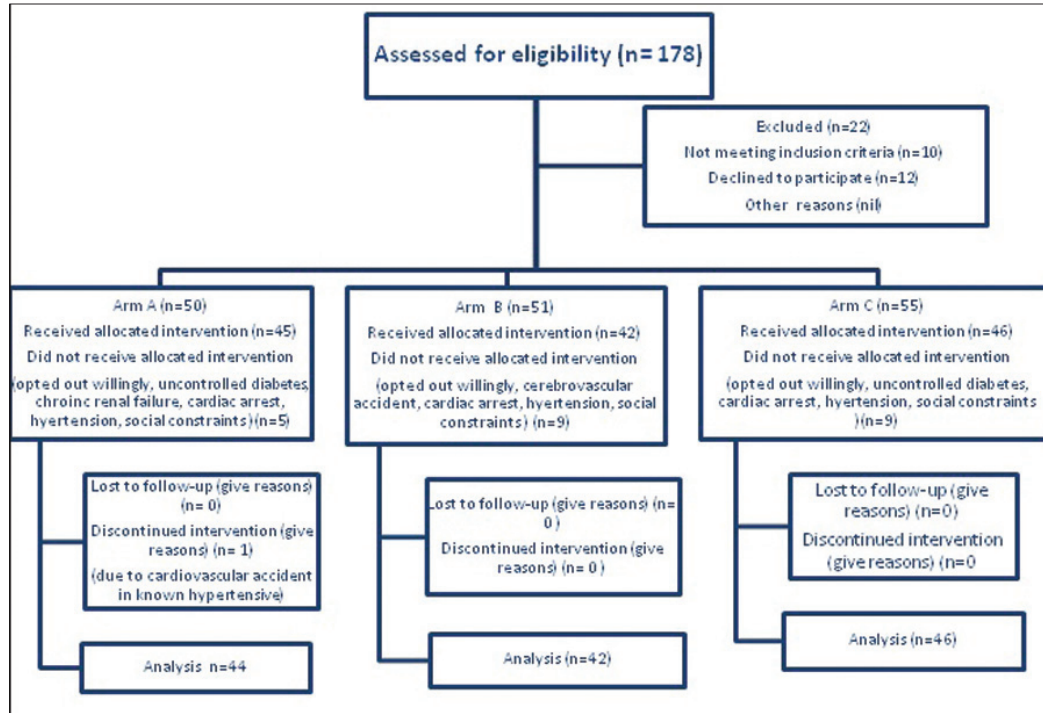 Assessed for eligibility (n= 178)
Excluded (n=22)
Not meeting inclusion criteria (n=10)
Declined to participate (n=12)
Other reasons (nil)
Arm A (n=50)
Received allocated intervention (n=45)
Did not receive allocated intervention
(opted out willingly, uncontrolled diabetes,
chroinc renal failure, cardiac arrest,
hyertension, social constraints)(n=5)
Arm B (n=51)
Received allocated intervention (n=42)
Did not receive allocated intervention
(opted out willingly, cerebrovascular
accident, cardiac arrest, hyertension, social
constraints) (n=9)
Arm C (n=55)
Received allocated intervention (n=46)
Did not receive allocated intervention
(opted out willingly, uncontrolled diabetes,
cardiac arrest, hyertension, social constraints
)(n=9)
Lost to follow-up (give reasons)
(n= 0)
Discontinued intervention (give
reasons) (n= 1)
(due to cardiovascular accident
in known hypertensive)
Lost to follow-up (give reasons) (n=
0 )
Discontinued intervention (give
reasons) (n= 0 )
Lost to follow-up (give
reasons) (n=0)
Discontinued intervention
(give reasons) (n=0
Analysis n=44
Analysis (n=42)
Analysis (n=46)